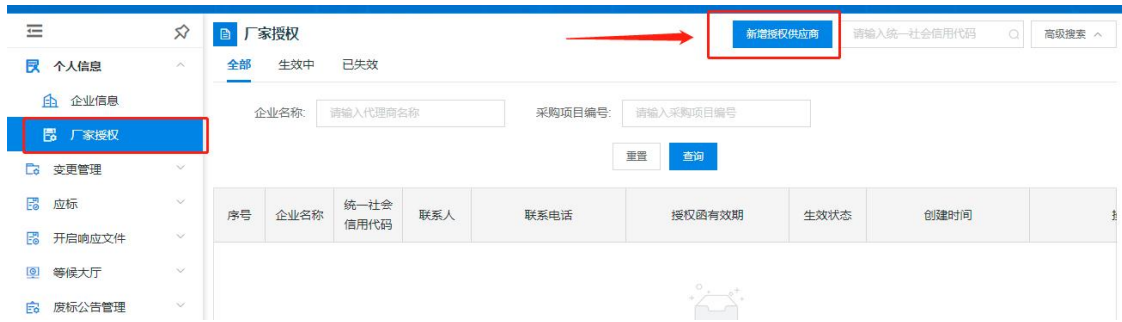 厂家授权
新增授权供应商
请输入统一社会信用代码
高级搜索
个人信息
企业信息
厂家授权
变更管理
应标
开启响应文件
等候大厅
废标公告管理
全部 生效中 已失效
企业名称: 请输入代理商名称 采购项目编号: 请输入采购项目编号
重置 查询
序号 企业名称 统一社会
信用代码 联系人 联系电话 授权函有效期 生效状态 创建时间